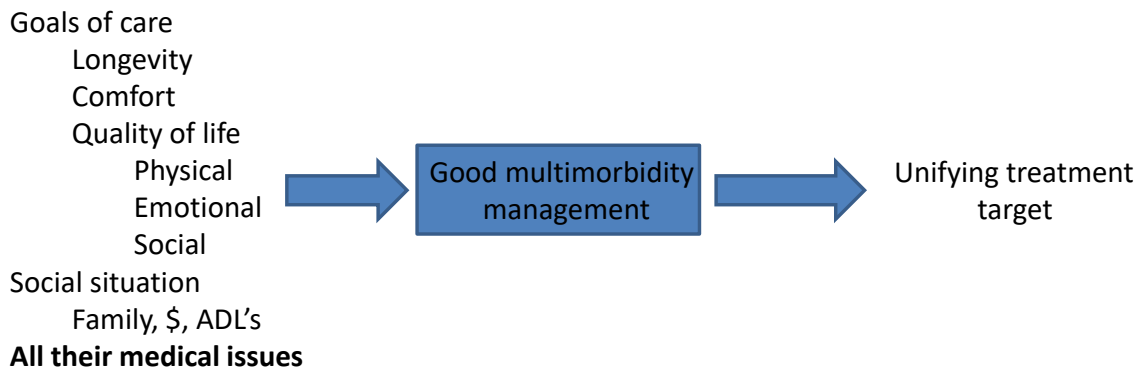 Goals of care
Longevity
Comfort
Quality of life
Physical
Emotional
Social
Social situation
Family, $, ADL's
All their medical issues
Good multimorbidity
management
Unifying treatment
target